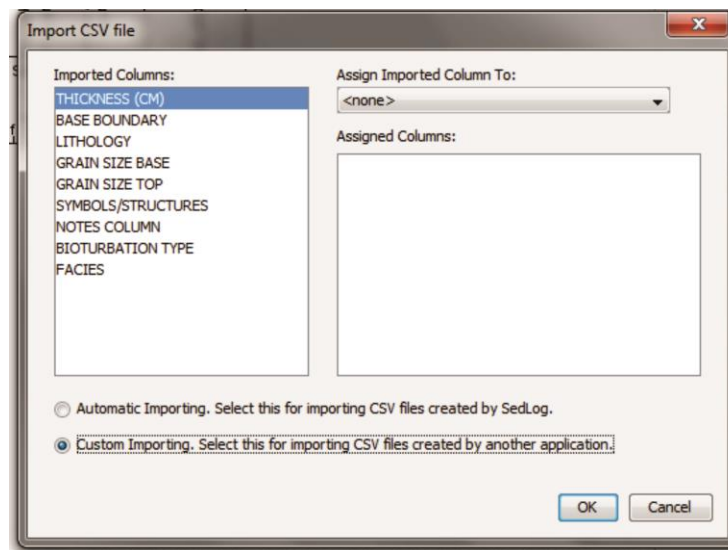 Import CSV file
Imported Columns:
THICKNESS (CM)
BASE BOUNDARY
LITHOLOGY
GRAIN SIZE BASE
GRAIN SIZE TOP
SYMBOLS/STRUCTURES
NOTES COLUMN
BIOTURBATION TYPE
FACIES
Assign Imported Column To:
<none>
Assigned Columns:
Automatic Importing. Select this for importing CSV files created by SedLog.
Custom Importing. Select this for importing CSV files created by another application.
OK
Cancel